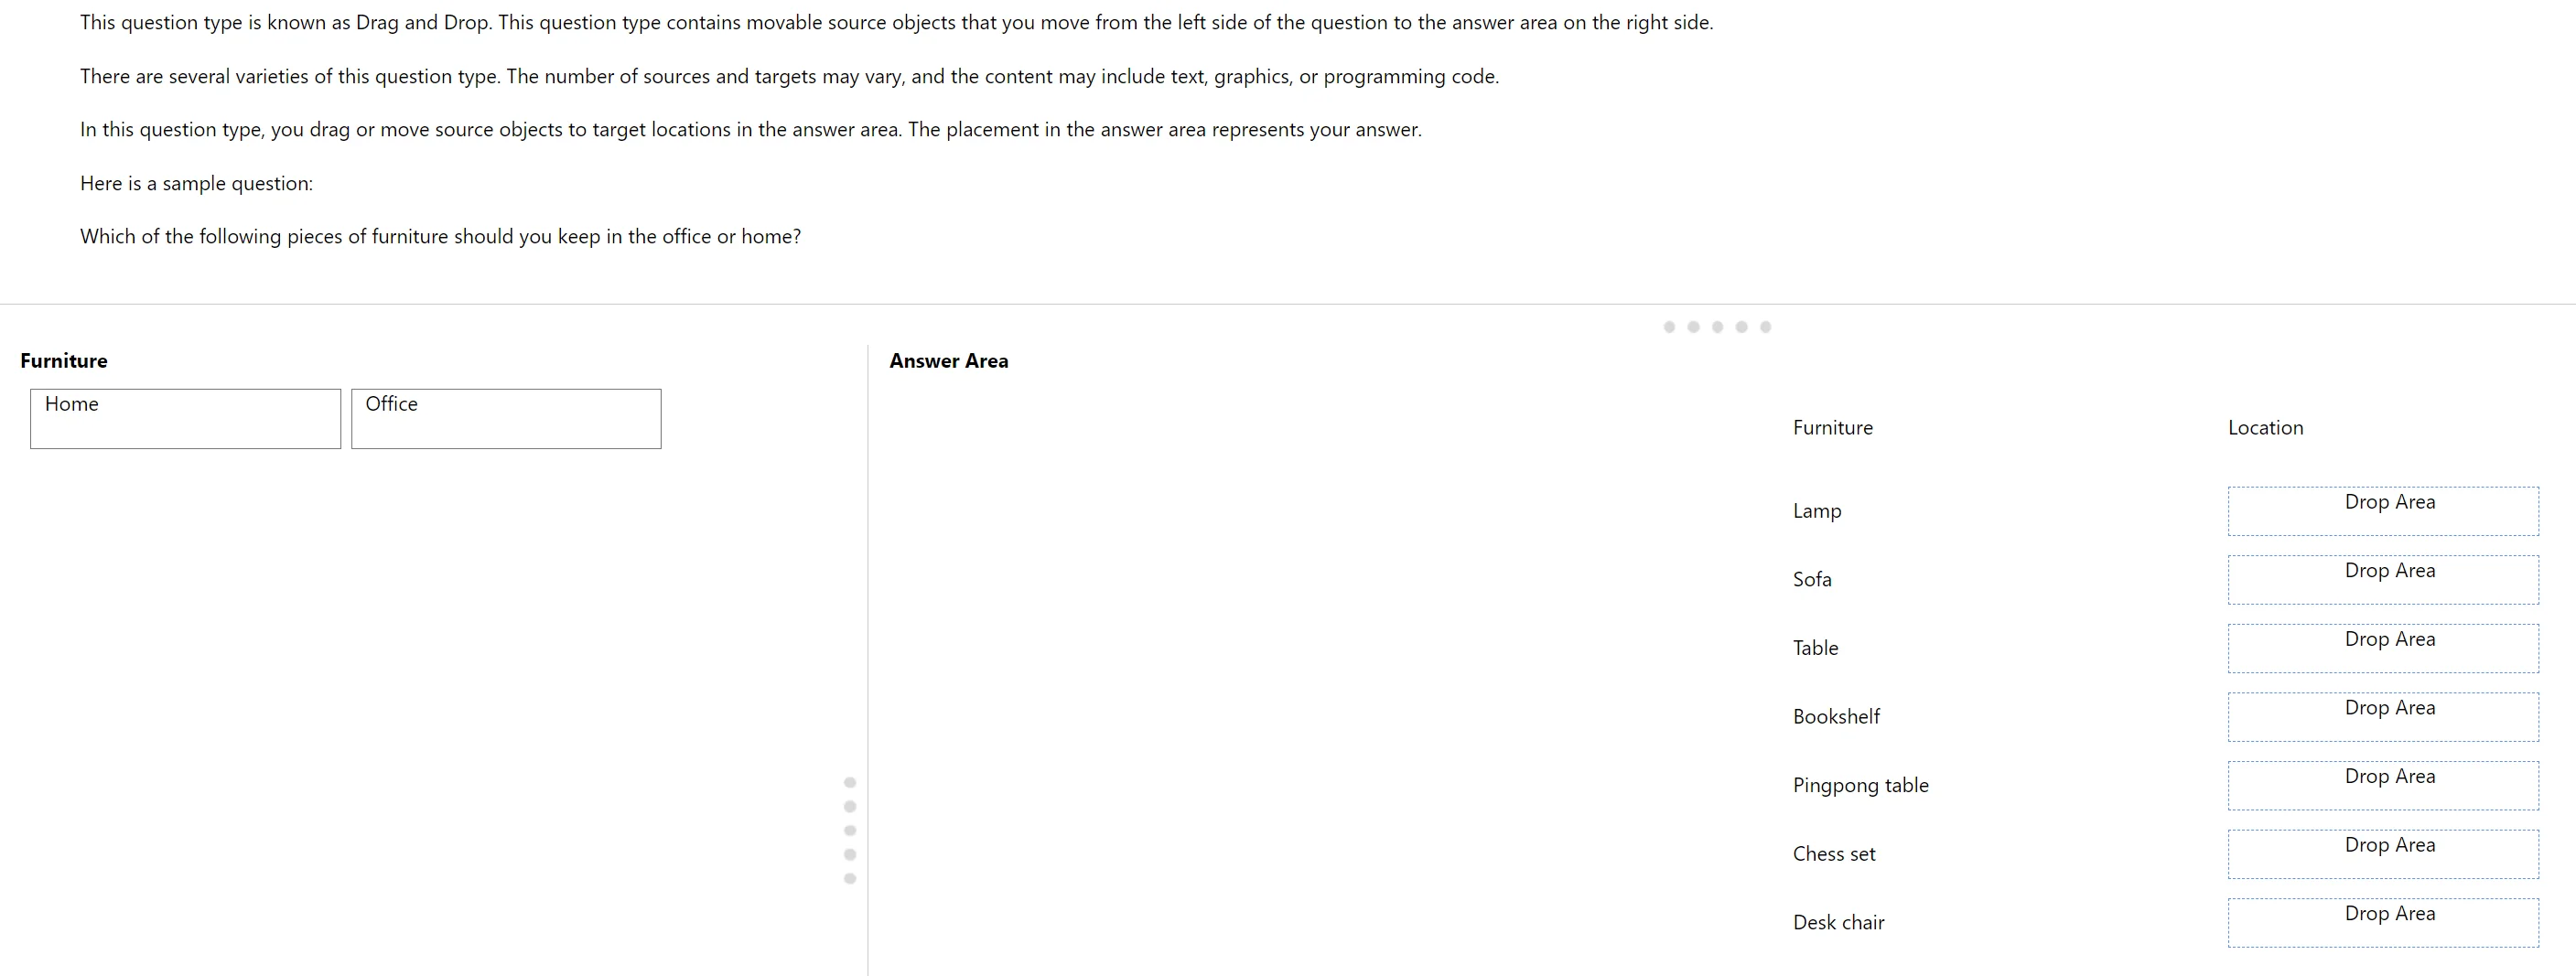 This question type is known as Drag and Drop. This question type contains movable source objects that you move from the left side of the question to the answer area on the right side.
There are several varieties of this question type. The number of sources and targets may vary, and the content may include text, graphics, or programming code.
In this question type, you drag or move source objects to target locations in the answer area. The placement in the answer area represents your answer.
Here is a sample question:
Which of the following pieces of furniture should you keep in the office or home?
Furniture
Home
Office
Answer Area
Furniture
Location
Lamp
Drop Area
Sofa
Drop Area
Table
Drop Area
Bookshelf
Drop Area
Pingpong table
Drop Area
Chess set
Drop Area
Desk chair
Drop Area